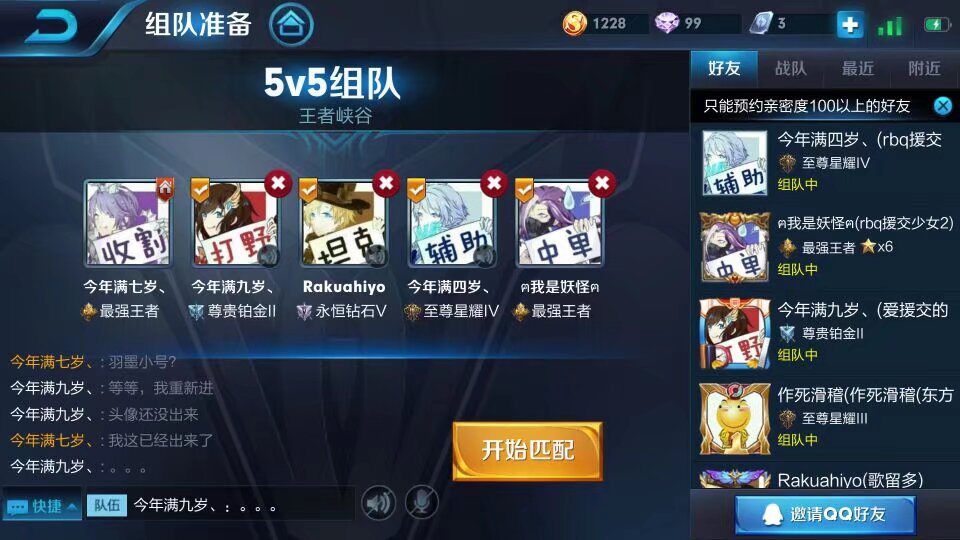 组队准备
1228
99
3
5v5组队
王者峡谷
收割
打野
坦克
辅助
中单
今年满七岁、
今年满九岁、
Rakuahiyo
今年满四岁、
ฅ我是妖怪ฅ
最强王者
尊贵铂金II
永恒钻石V
至尊星耀IV
最强王者
今年满七岁、: 羽墨小号?
今年满九岁、: 等等，我重新进
今年满九岁、: 头像还没出来
今年满七岁、: 我这已经出来了
今年满九岁、: 。。。
开始匹配
快捷
队伍
今年满九岁、: 。。。
好友
战队
最近
附近
只能预约亲密度100以上的好友
辅助
今年满四岁、(rbq援交
至尊星耀IV
组队中
中单
ฅ我是妖怪ฅ(rbq援交少女2)
最强王者 x6
组队中
打野
今年满九岁、(爱援交的
尊贵铂金II
组队中
作死滑稽(作死滑稽(东方
至尊星耀III
组队中
Rakuahiyo(歌留多)
邀请QQ好友